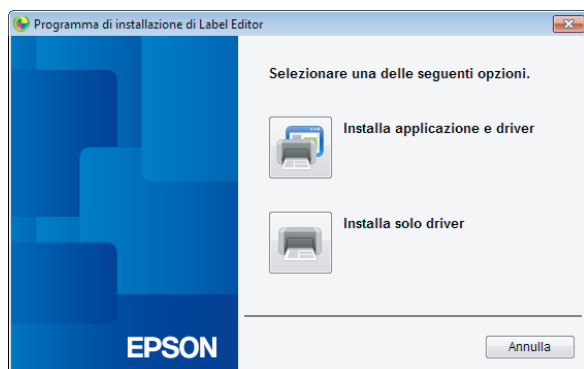 Programma di installazione di Label Editor
Selezionare una delle seguenti opzioni.
Installa applicazione e driver
Installa solo driver
EPSON
Annulla